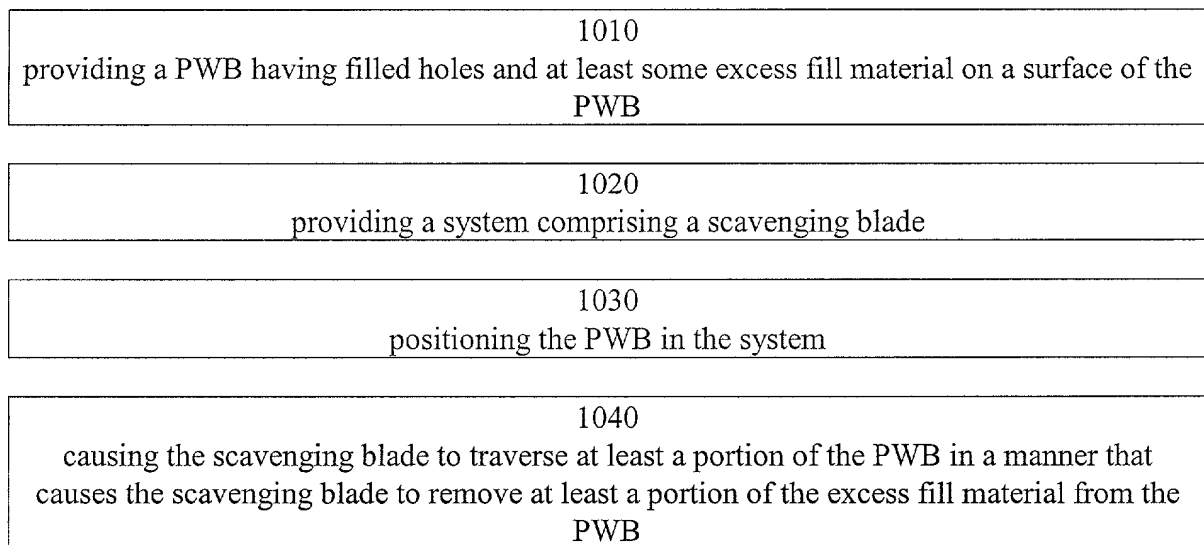 1010
providing a PWB having filled holes and at least some excess fill material on a surface of the
PWB
1020
providing a system comprising a scavenging blade
1030
positioning the PWB in the system
1040
causing the scavenging blade to traverse at least a portion of the PWB in a manner that
causes the scavenging blade to remove at least a portion of the excess fill material from the
PWB